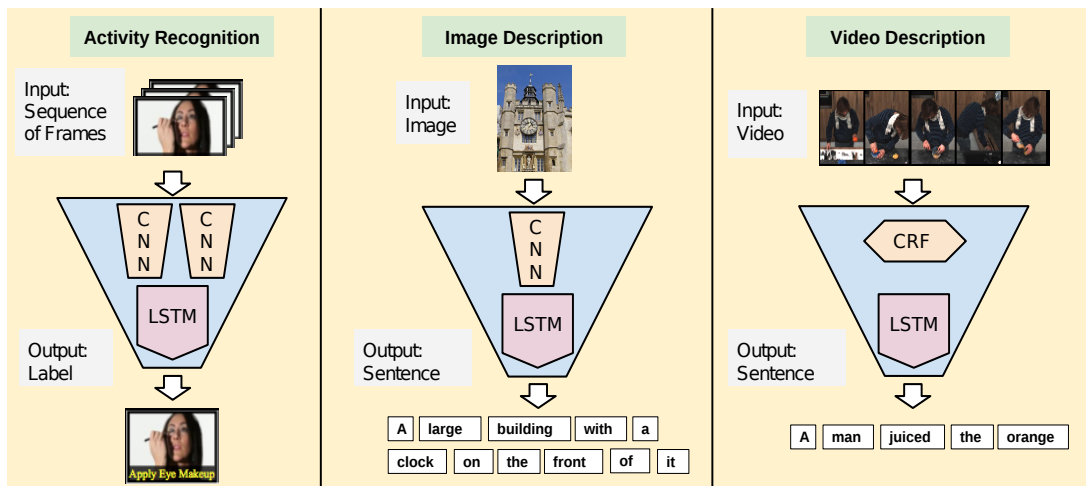 Activity Recognition
Input:
Sequence
of Frames
C
N
N
C
N
N
LSTM
Output:
Label
Apply Eye Makeup
Image Description
Input:
Image
C
N
N
LSTM
Output:
Sentence
A large building with a
clock on the front of it
Video Description
Input:
Video
CRF
LSTM
Output:
Sentence
A man juiced the orange